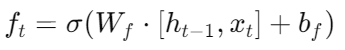 f_t = σ(W_f · [h_{t−1}, x_t] + b_f)